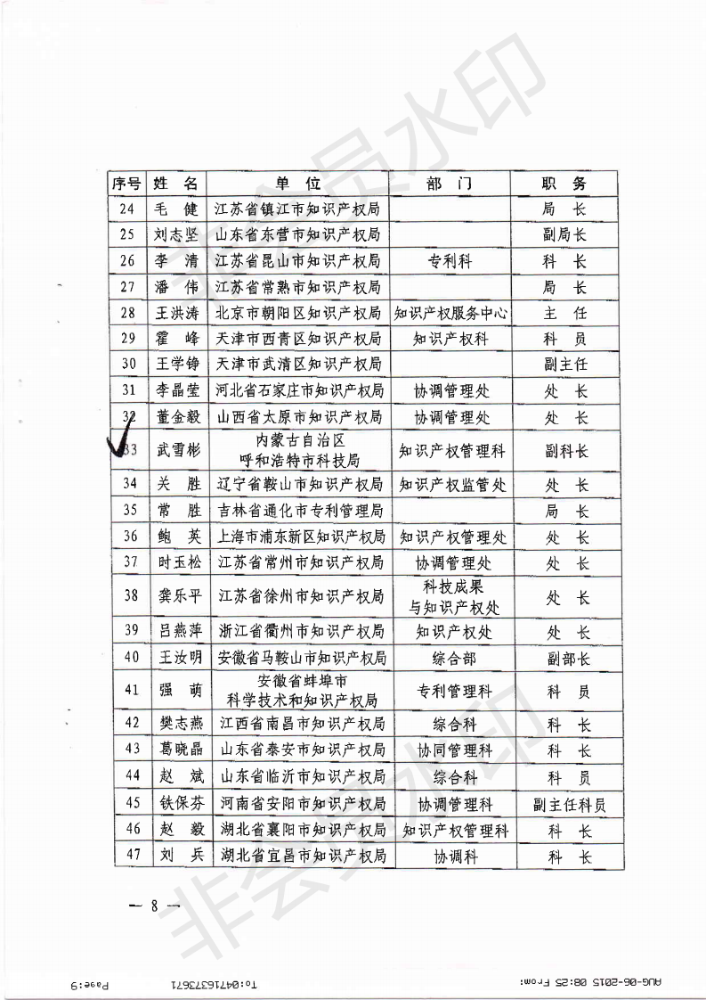 非会员水印
序号 姓 名 单 位 部 门 职 务
24 毛 健 江苏省镇江市知识产权局 局 长
25 刘志坚 山东省东营市知识产权局 副局长
26 李 清 江苏省昆山市知识产权局 专利科 科 长
27 潘 伟 江苏省常熟市知识产权局 局 长
28 王洪涛 北京市朝阳区知识产权局 知识产权服务中心 主 任
29 霍 峰 天津市西青区知识产权局 知识产权科 科 员
30 王学铮 天津市武清区知识产权局 副主任
31 李晶莹 河北省石家庄市知识产权局 协调管理处 处 长
32 董金毅 山西省太原市知识产权局 协调管理处 处 长
33 武雪彬 内蒙古自治区
呼和浩特市科技局 知识产权管理科 副科长
34 关 胜 辽宁省鞍山市知识产权局 知识产权监管处 处 长
35 常 胜 吉林省通化市专利管理局 局 长
36 鲍 英 上海市浦东新区知识产权局 知识产权管理处 处 长
37 时玉松 江苏省常州市知识产权局 协调管理处 处 长
38 龚乐平 江苏省徐州市知识产权局 科技成果
与知识产权处 处 长
39 吕燕萍 浙江省衢州市知识产权局 知识产权处 处 长
40 王汝明 安徽省马鞍山市知识产权局 综合部 副部长
41 强 萌 安徽省蚌埠市
科学技术和知识产权局 专利管理科 科 员
42 樊志燕 江西省南昌市知识产权局 综合科 科 长
43 葛晓晶 山东省泰安市知识产权局 协同管理科 科 长
44 赵 斌 山东省临沂市知识产权局 综合科 科 员
45 铁保芬 河南省安阳市知识产权局 协调管理科 副主任科员
46 赵 毅 湖北省襄阳市知识产权局 知识产权管理科 科 长
47 刘 兵 湖北省宜昌市知识产权局 协调科 科 长
非会员水印
— 8 —
AUG-06-2015 08:25 From: To:04716373671 Page:9